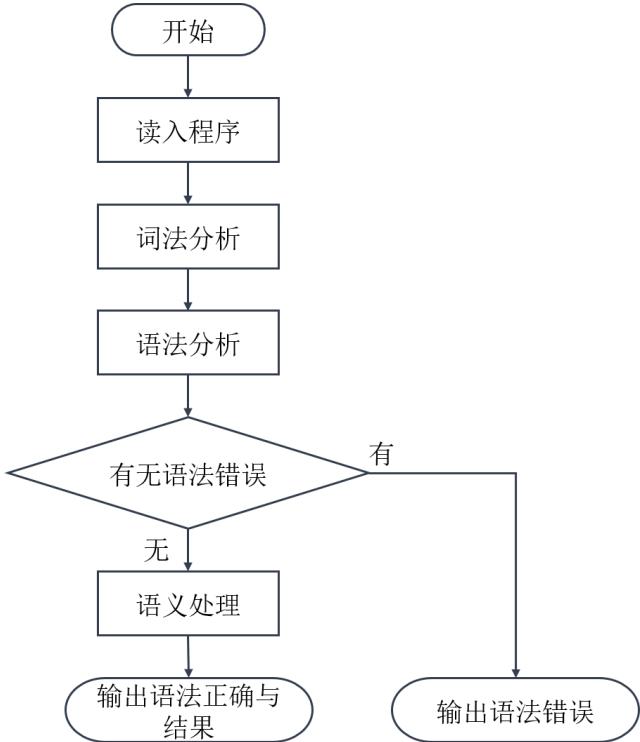 开始
读入程序
词法分析
语法分析
有无语法错误
有
无
语义处理
输出语法正确与
结果
输出语法错误